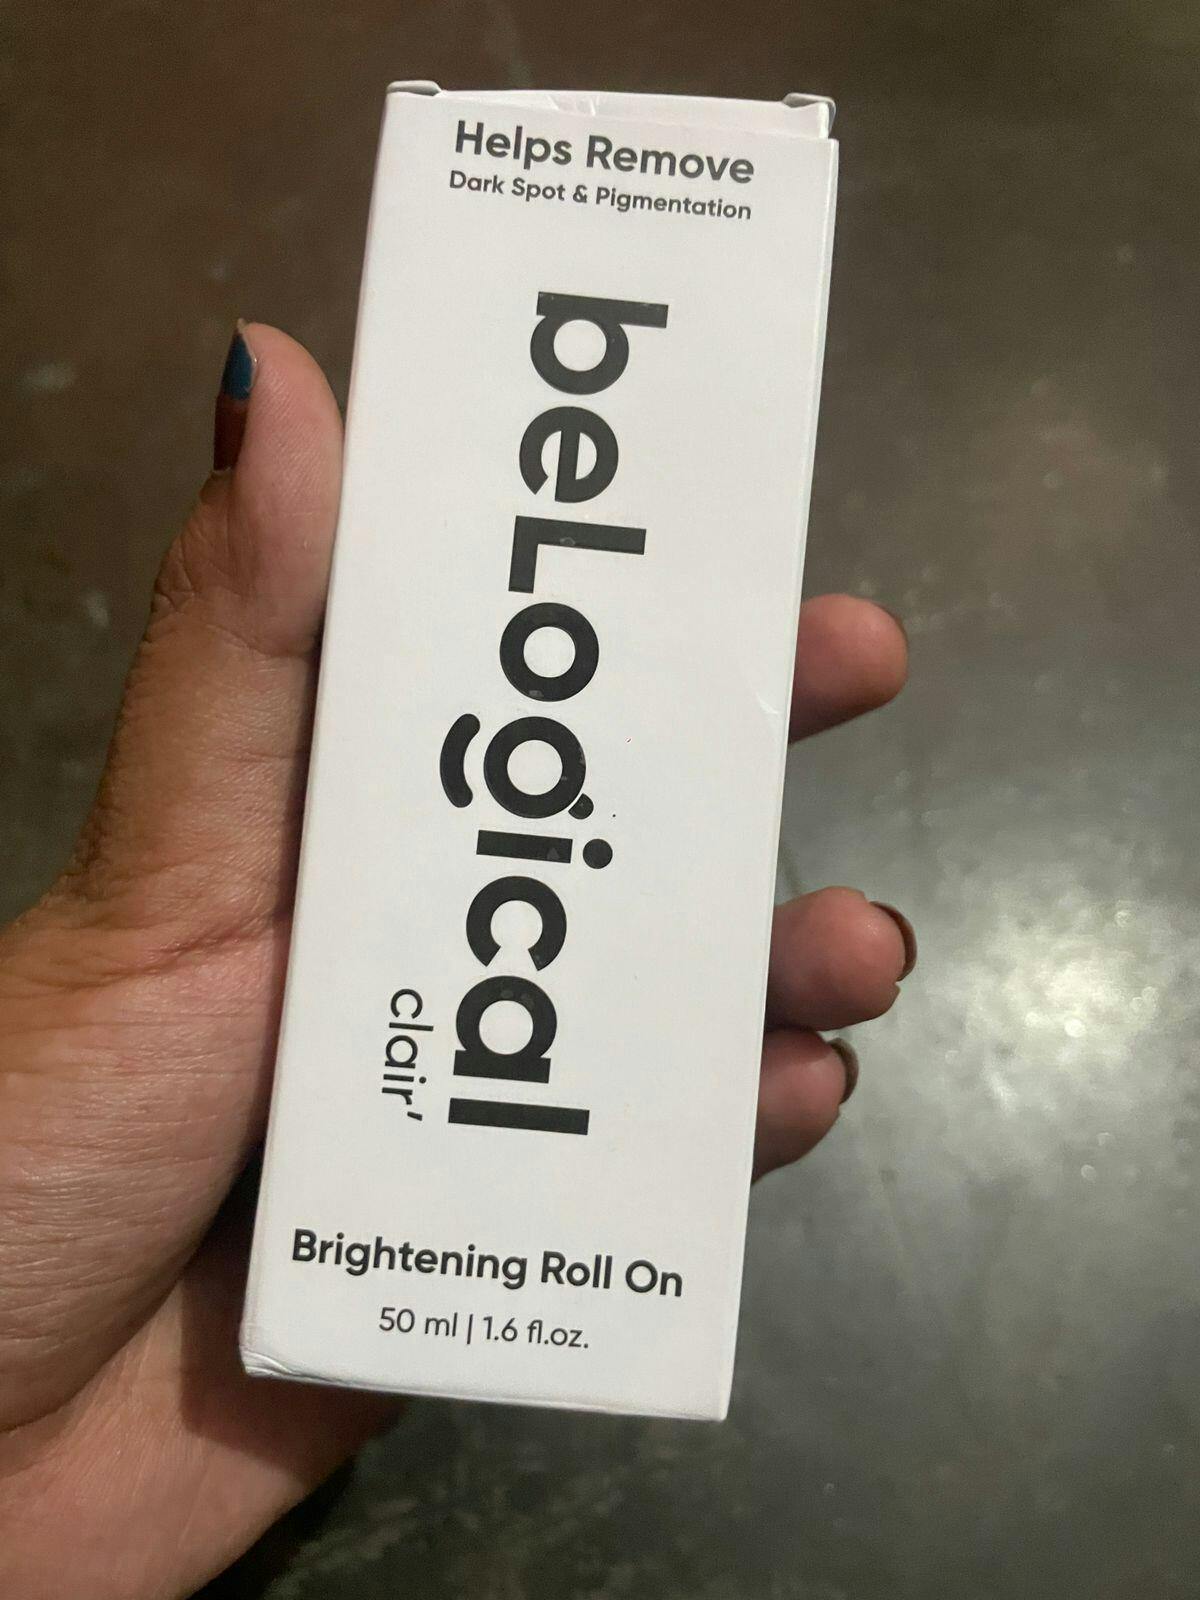 Helps Remove
Dark Spot & Pigmentation
beLogical
clair'
Brightening Roll On
50 ml | 1.6 fl.oz.